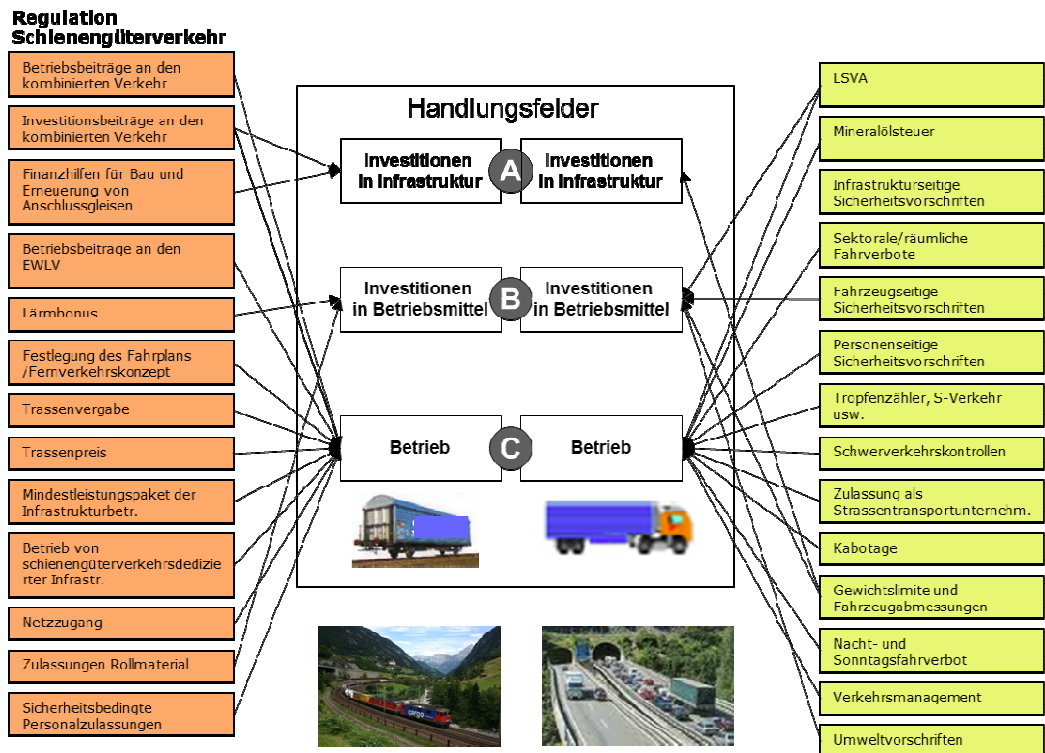 Regulation
Schienengüterverkehr
Betriebsbeiträge an den
kombinierten Verkehr
Investitionsbeiträge an den
kombinierten Verkehr
Finanzhilfen für Bau und
Erneuerung von
Anschlussgleisen
Betriebsbeitrage an den
EWLV
Lärmbonus
Festlegung des Fahrplans
/Fernverkehrskonzept
Trassenvergabe
Trassenpreis
Mindestleistungspaket der
Infrastrukturbetr.
Betrieb von
schienengüterverkehrsdedizie
rter Infrastr.
Netzzugang
Zulassungen Rollmaterial
Sicherheitsbedingte
Personalzulassungen
Handlungsfelder
Investitionen
in Infrastruktur
A
Investitionen
in Infrastruktur
Investitionen
in Betriebsmittel
B
Investitionen
in Betriebsmittel
Betrieb
C
Betrieb
cargo
LSVA
Mineralölsteuer
Infrastrukturseitige
Sicherheitsvorschriften
Sektorale/räumliche
Fahrverbote
Fahrzeugseitige
Sicherheitsvorschriften
Personenseitige
Sicherheitsvorschriften
Tropfenzähler, S-Verkehr
usw.
Schwerverkehrskontrollen
Zulassung als
Strassentransportunternehm.
Kabotage
Gewichtslimite und
Fahrzeugabmessungen
Nacht- und
Sonntagsfahrverbot
Verkehrsmanagement
Umweltvorschriften